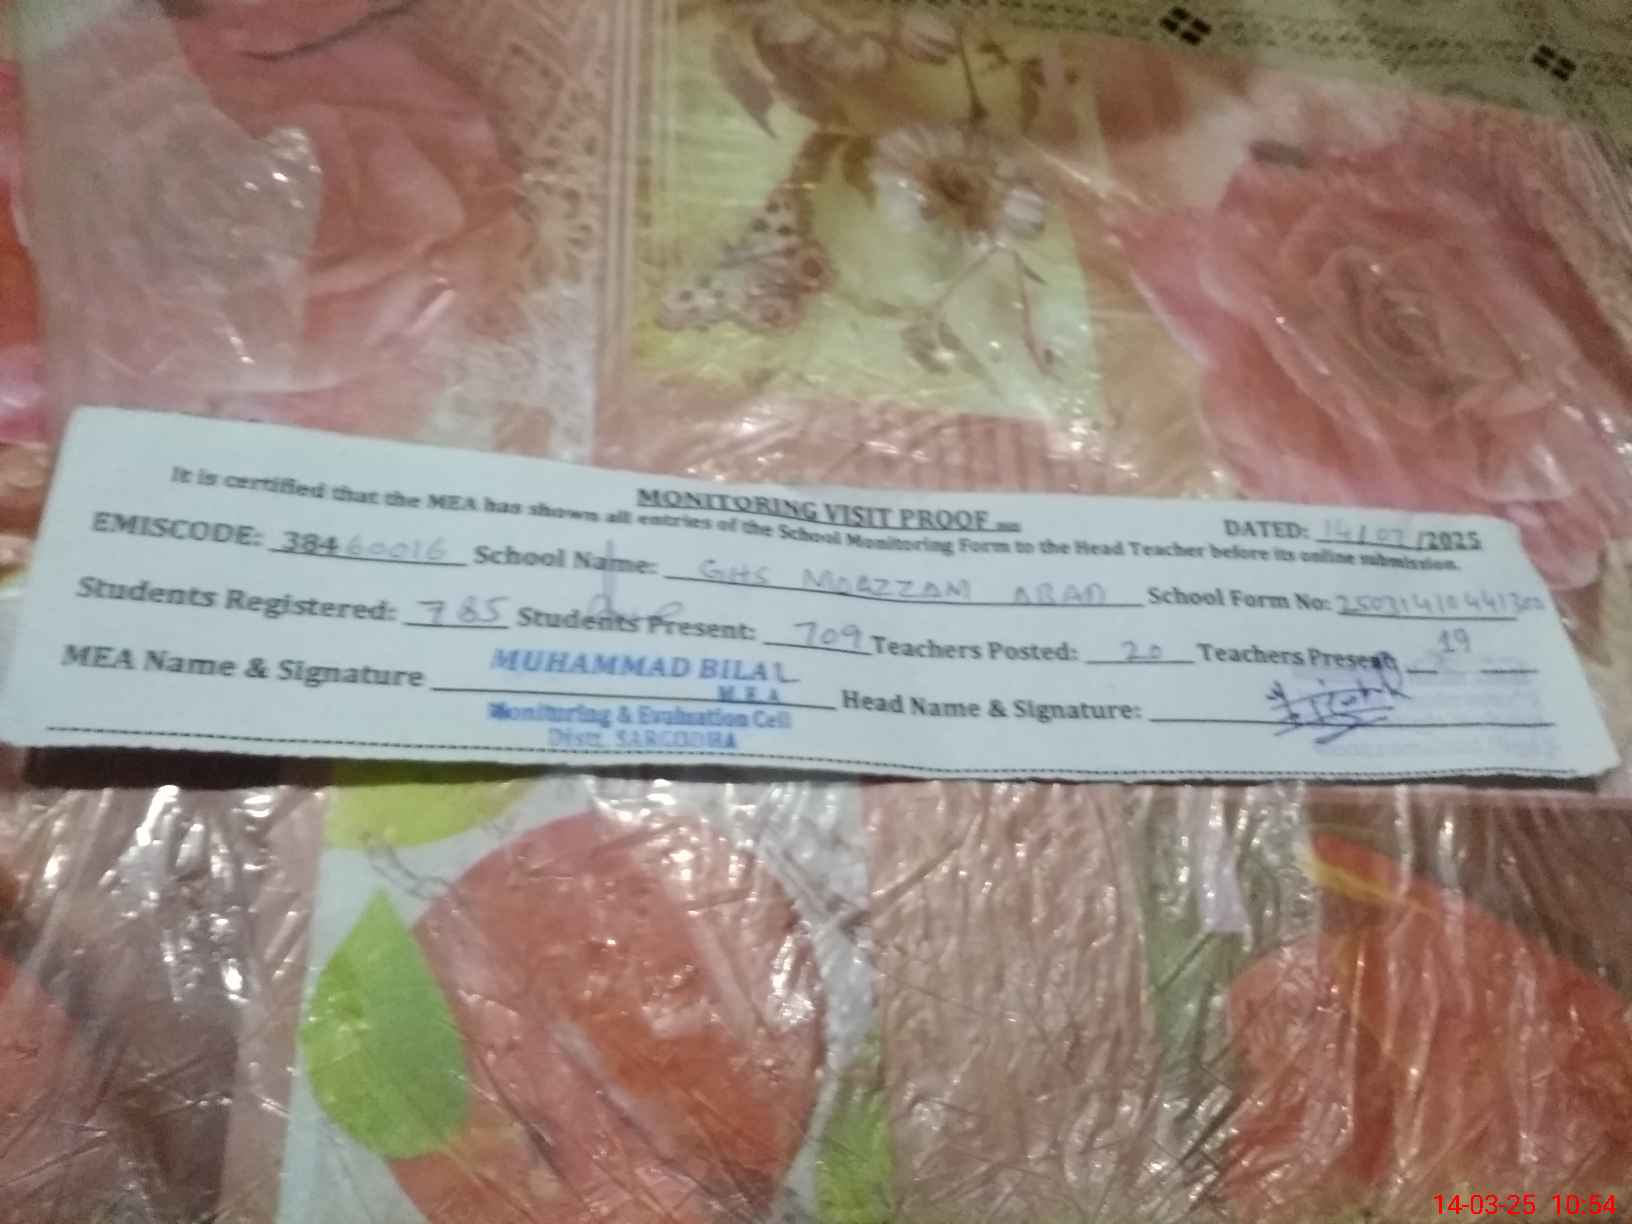 MONITORING VISIT PROOF
DATED: 14/03/2025
It is certified that the MEA has shown all entries of the School Monitoring Form to the Head Teacher before its online submission.
EMISCODE: 38460016 School Name: GHS MOAZZAM ABAD School Form No:
Students Registered: 785 Students Present: 709 Teachers Posted: 20 Teachers Present: 19
MEA Name & Signature MUHAMMAD BILAL Head Name & Signature:
M.E.A
Monitoring & Evaluation Cell
Distt. SARGODHA
14-03-25 10:54